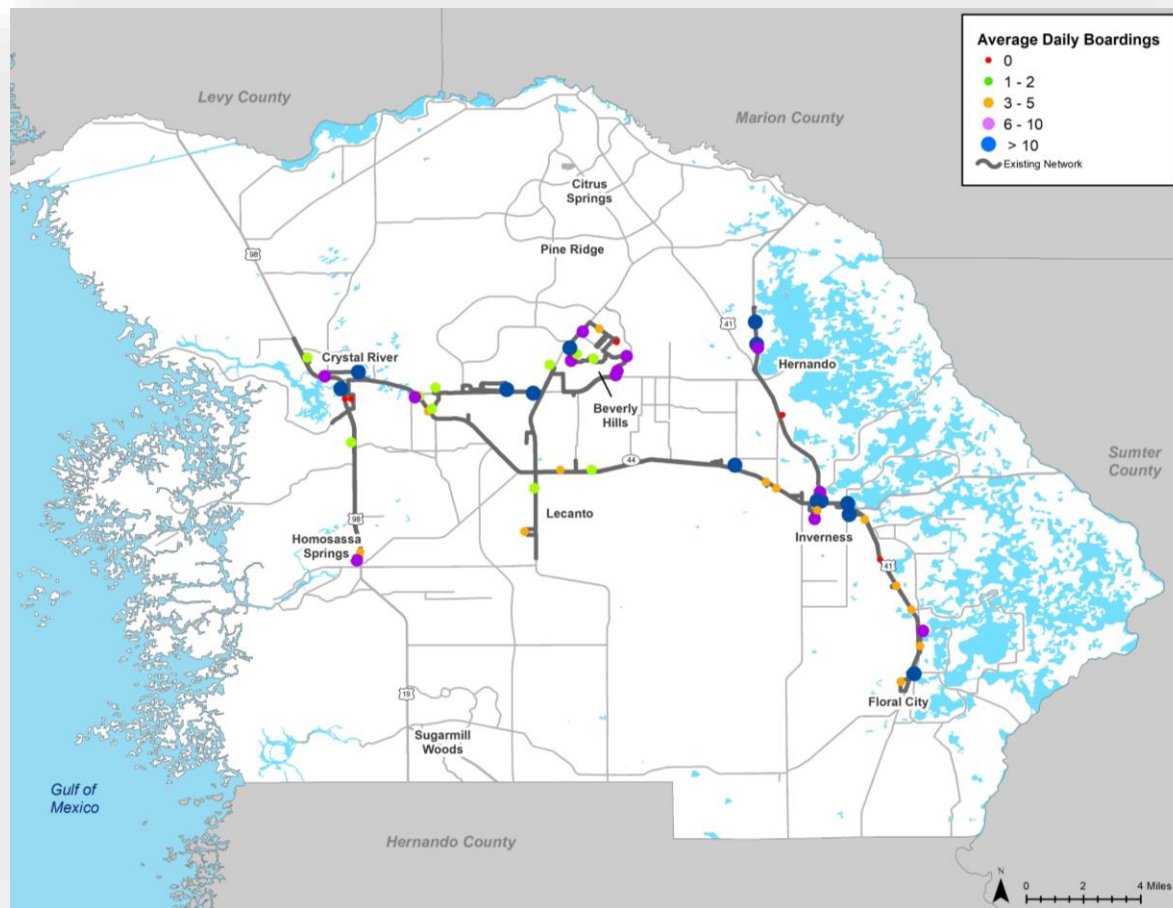 Average Daily Boardings
0
1 - 2
3 - 5
6 - 10
> 10
Existing Network
Levy County
Marion County
Citrus
Springs
Pine Ridge
98
41
Crystal River
Hernando
Beverly
Hills
44
Sumter
County
Lecanto
98
Homosassa
Springs
Inverness
41
19
Floral City
Sugarmill
Woods
Gulf of
Mexico
Hernando County
N
0 2 4 Miles